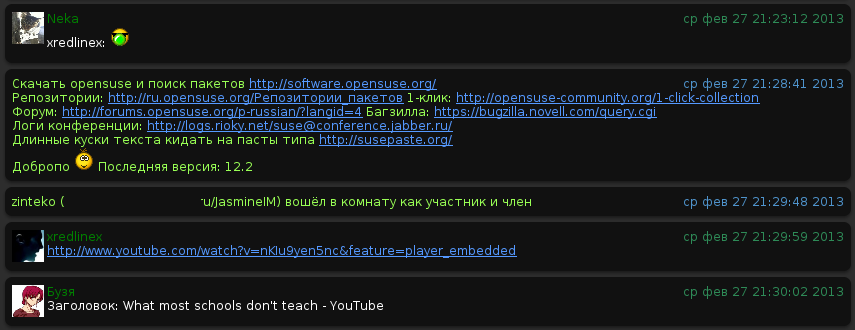 Neka ср фев 27 21:23:12 2013
xredlinex:
Скачать opensuse и поиск пакетов http://software.opensuse.org/ ср фев 27 21:28:41 2013
Репозитории: http://ru.opensuse.org/Репозитории_пакетов 1-клик: http://opensuse-community.org/1-click-collection
Форум: http://forums.opensuse.org/p-russian/?langid=4 Багзилла: https://bugzilla.novell.com/query.cgi
Логи конференции: http://logs.rioky.net/suse@conference.jabber.ru/
Длинные куски текста кидать на пасты типа http://susepaste.org/
Добропо Последняя версия: 12.2
zinteko ( ru/JasmineIM) вошёл в комнату как участник и член ср фев 27 21:29:48 2013
xredlinex ср фев 27 21:29:59 2013
http://www.youtube.com/watch?v=nKIu9yen5nc&feature=player_embedded
Бузя ср фев 27 21:30:02 2013
Заголовок: What most schools don't teach - YouTube